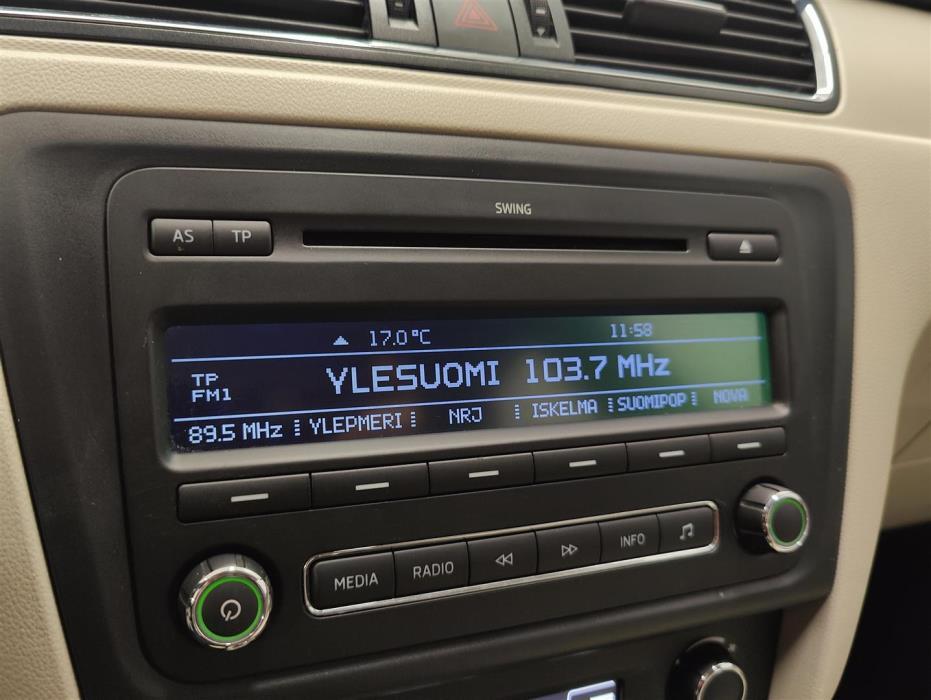 SWING
AS TP
17.0°C 11:58
TP
FM1
YLESUOMI 103.7 MHz
89.5 MHz YLEPMERI NRJ ISKELMA SUOMIPOP NOVA
MEDIA RADIO INFO